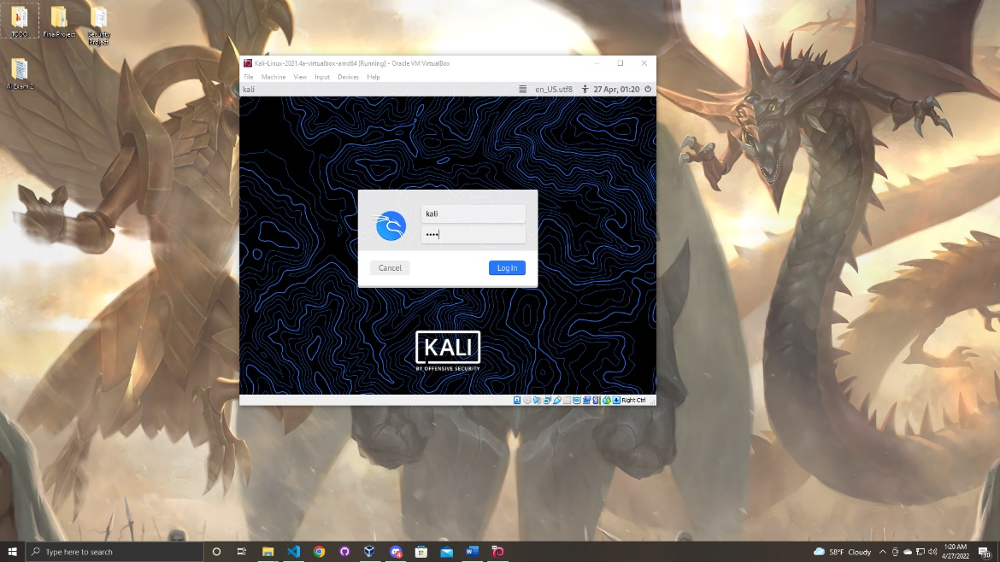 TODO
Fina Project
Security
Project
AI Exam 2
Kali-Linux-2021.4a-virtualbox-amd64 [Running] - Oracle VM VirtualBox
File Machine View Input Devices Help
kali en_US.utf8 27 Apr, 01:20
kali
••••
Cancel Log In
KALI
BY OFFENSIVE SECURITY
Right Ctrl
Type here to search
58°F Cloudy
1:20 AM
4/27/2022
30